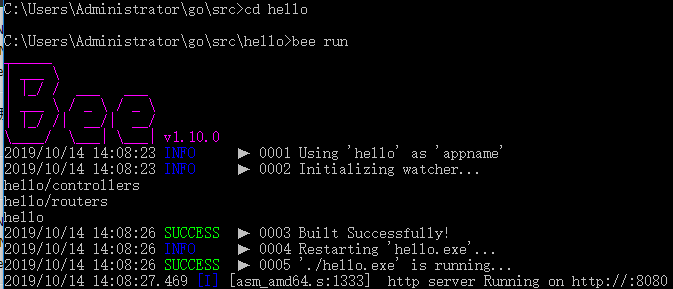 C:\Users\Administrator\go\src>cd hello
C:\Users\Administrator\go\src\hello>bee run
Bee
v1.10.0
2019/10/14 14:08:23 INFO ▶ 0001 Using 'hello' as 'appname'
2019/10/14 14:08:23 INFO ▶ 0002 Initializing watcher...
hello/controllers
hello/routers
hello
2019/10/14 14:08:26 SUCCESS ▶ 0003 Built Successfully!
2019/10/14 14:08:26 INFO ▶ 0004 Restarting 'hello.exe'...
2019/10/14 14:08:26 SUCCESS ▶ 0005 './hello.exe' is running...
2019/10/14 14:08:27.469 [I] [asm_amd64.s:1333] http server Running on http://:8080